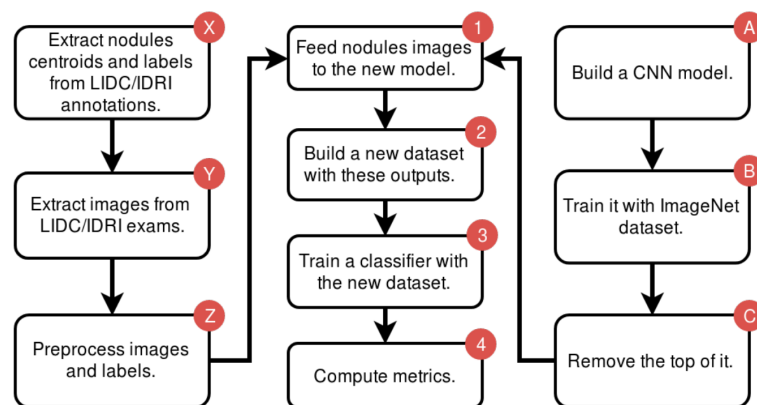 X
Extract nodules
centroids and labels
from LIDC/IDRI
annotations.
Y
Extract images from
LIDC/IDRI exams.
Z
Preprocess images
and labels.
1
Feed nodules images
to the new model.
2
Build a new dataset
with these outputs.
3
Train a classifier with
the new dataset.
4
Compute metrics.
A
Build a CNN model.
B
Train it with ImageNet
dataset.
C
Remove the top of it.